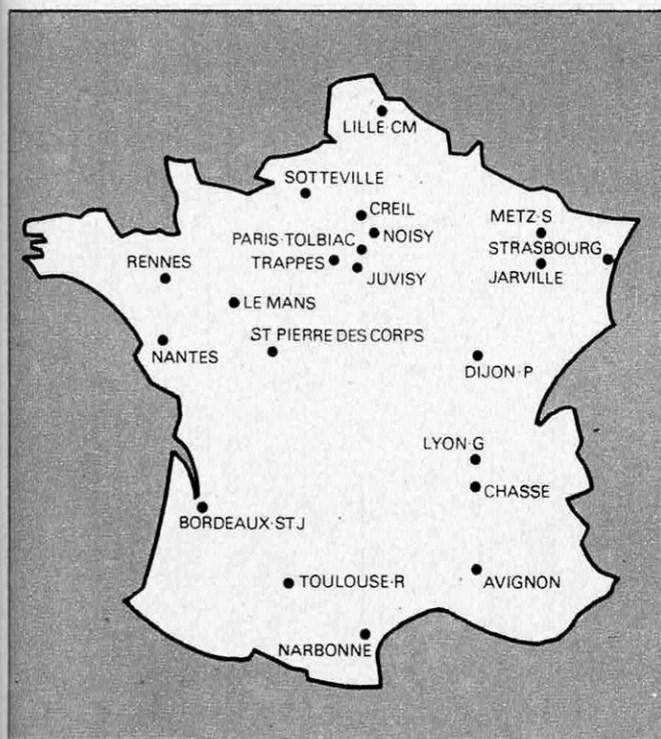 LILLE·CM
SOTTEVILLE
CREIL
METZ·S
PARIS·TOLBIAC
NOISY
STRASBOURG
RENNES
TRAPPES
JUVISY
JARVILLE
LE MANS
ST PIERRE DES CORPS
NANTES
DIJON·P
LYON·G
CHASSE
BORDEAUX·ST J
TOULOUSE·R
AVIGNON
NARBONNE